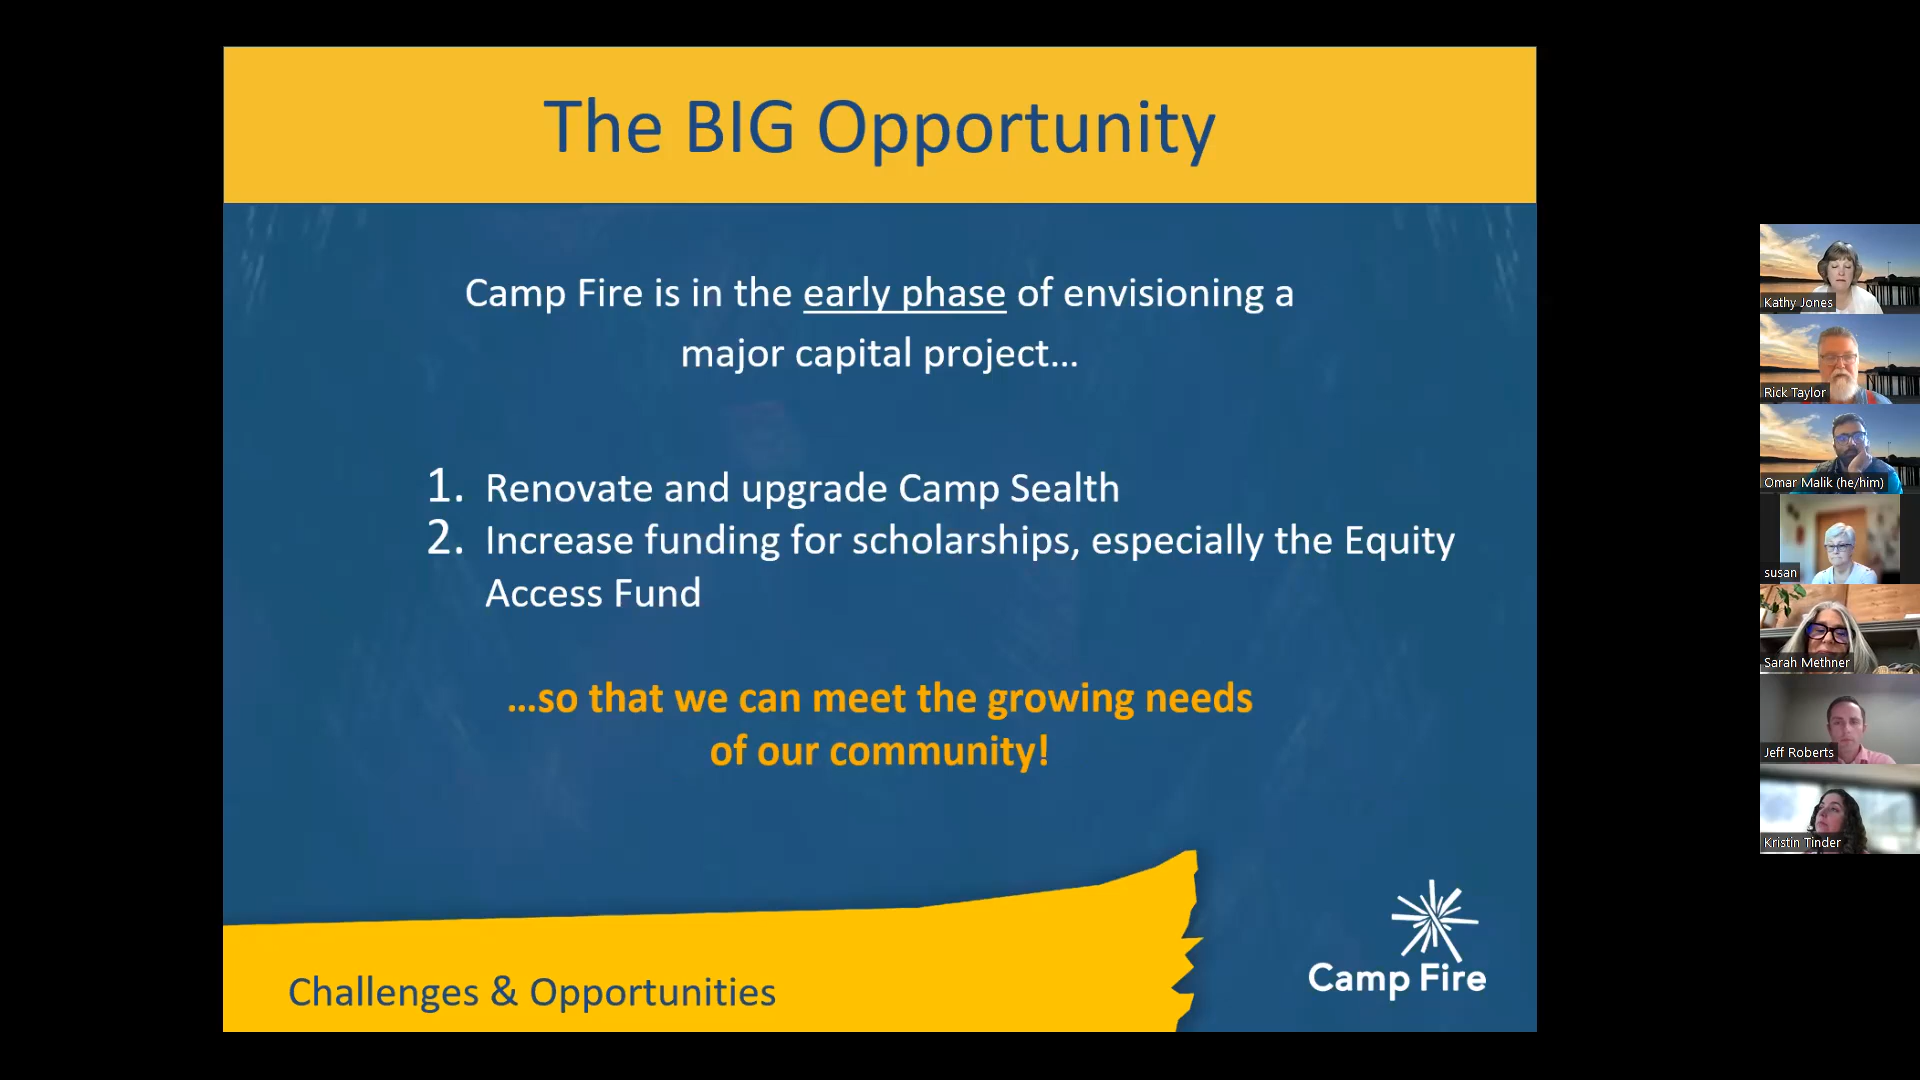 The BIG Opportunity
Camp Fire is in the early phase of envisioning a
major capital project...
1. Renovate and upgrade Camp Sealth
2. Increase funding for scholarships, especially the Equity
Access Fund
...so that we can meet the growing needs
of our community!
Challenges & Opportunities
Camp Fire
Kathy Jones
Rick Taylor
Omar Malik (he/him)
susan
Sarah Methner
Jeff Roberts
Kristin Tinder